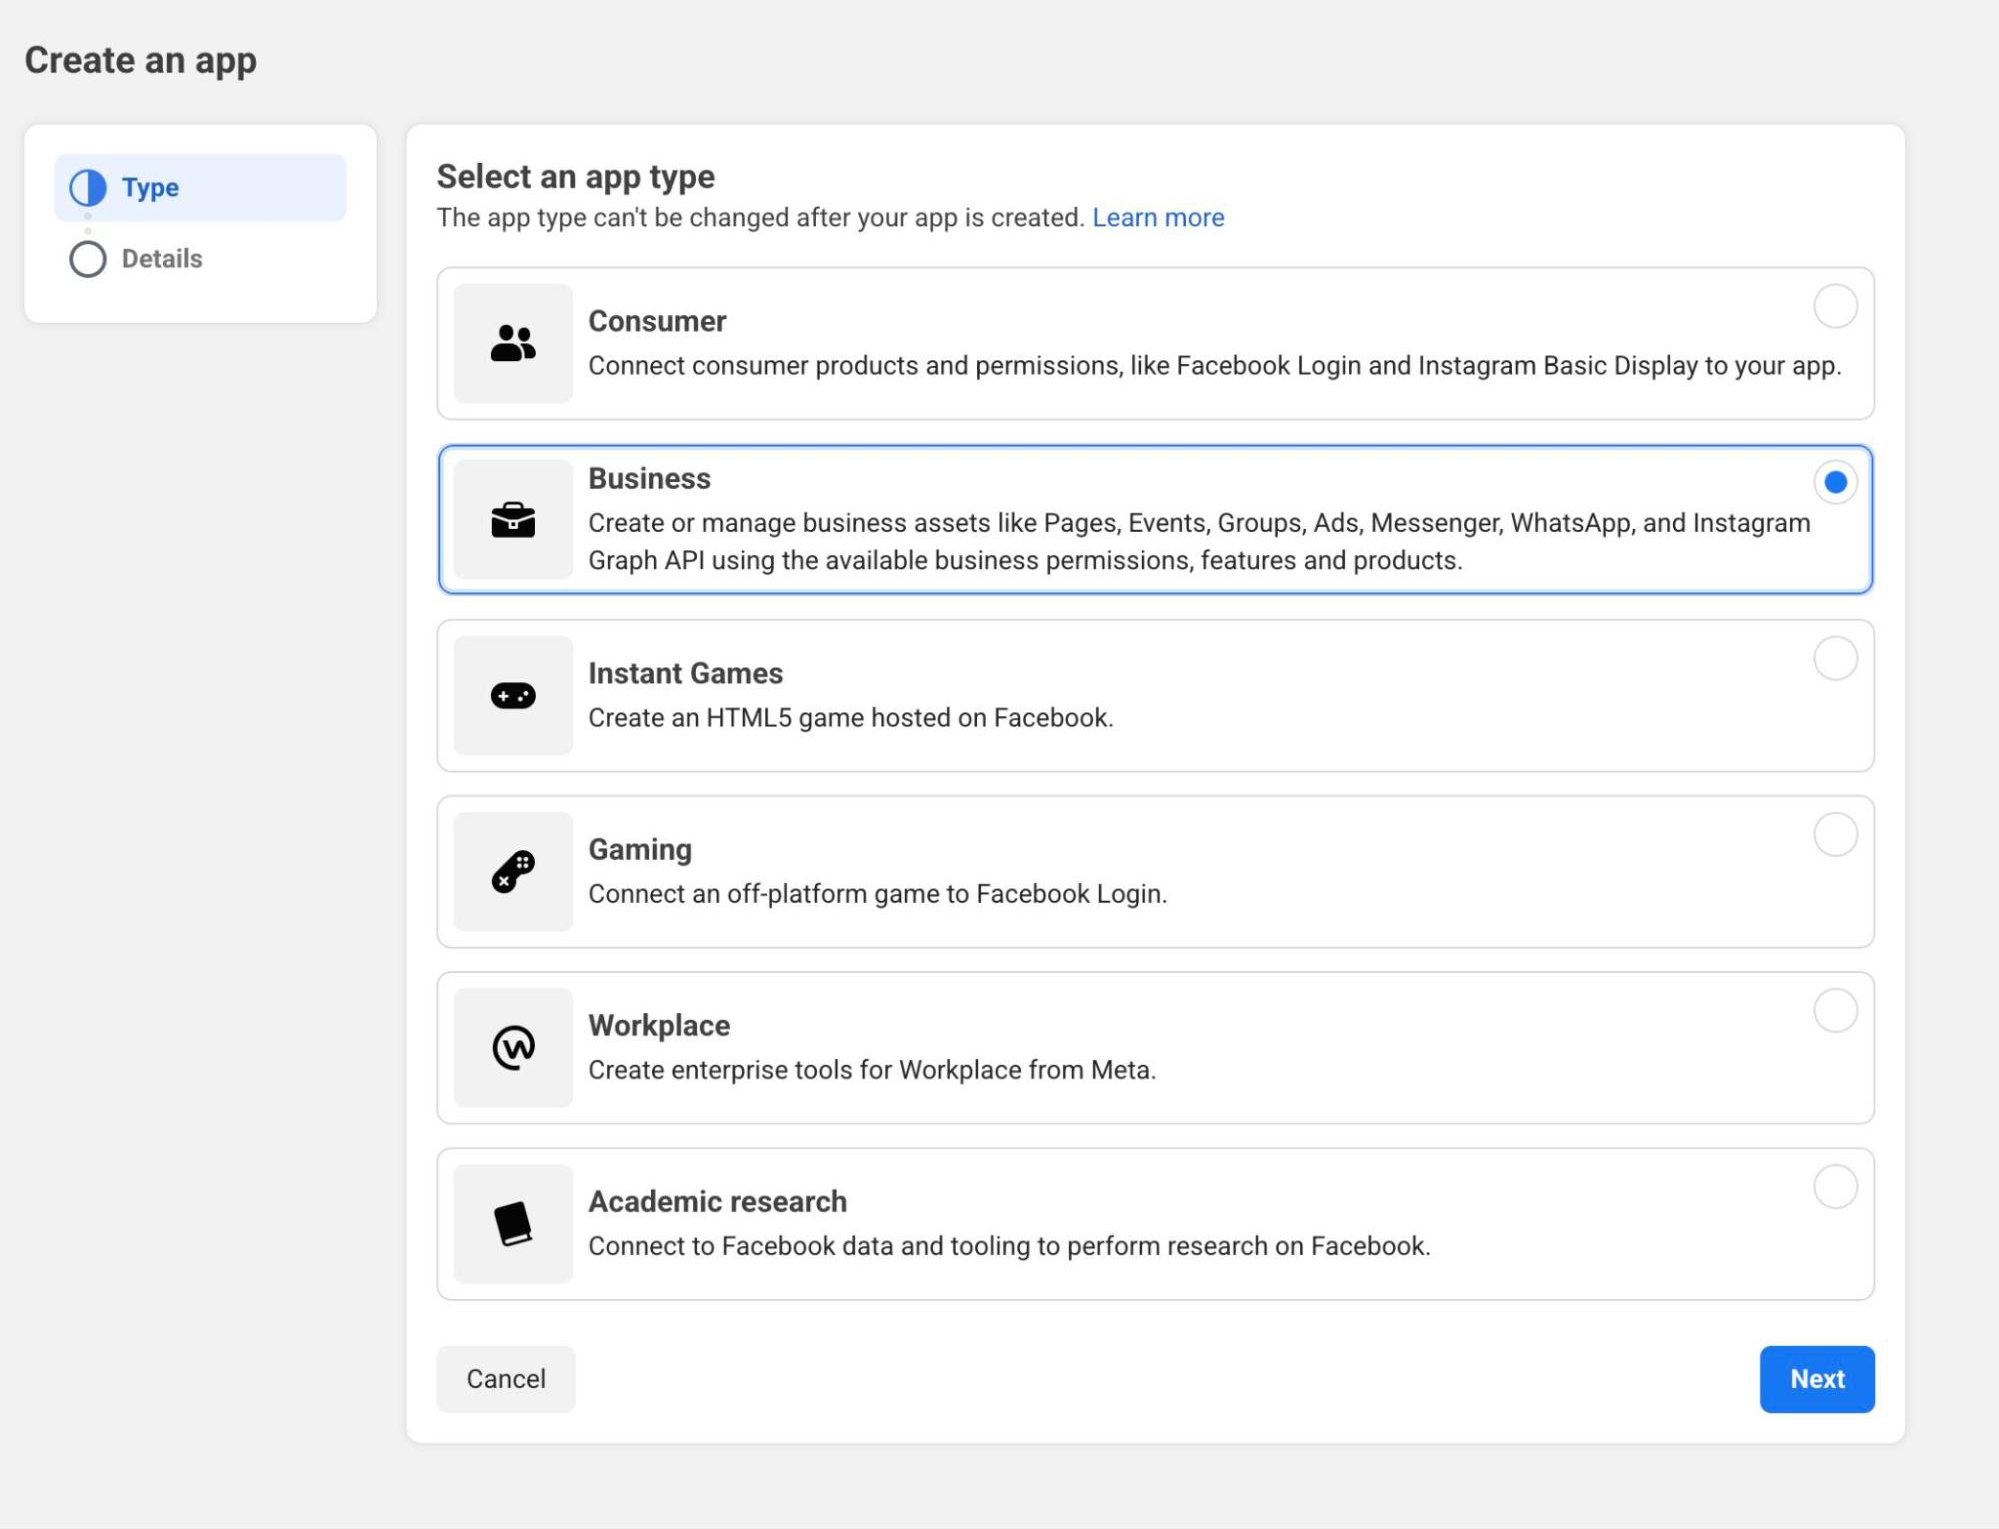 Create an app
Type
Details
Select an app type
The app type can't be changed after your app is created. Learn more
Consumer
Connect consumer products and permissions, like Facebook Login and Instagram Basic Display to your app.
Business
Create or manage business assets like Pages, Events, Groups, Ads, Messenger, WhatsApp, and Instagram
Graph API using the available business permissions, features and products.
Instant Games
Create an HTML5 game hosted on Facebook.
Gaming
Connect an off-platform game to Facebook Login.
Workplace
Create enterprise tools for Workplace from Meta.
Academic research
Connect to Facebook data and tooling to perform research on Facebook.
Cancel
Next